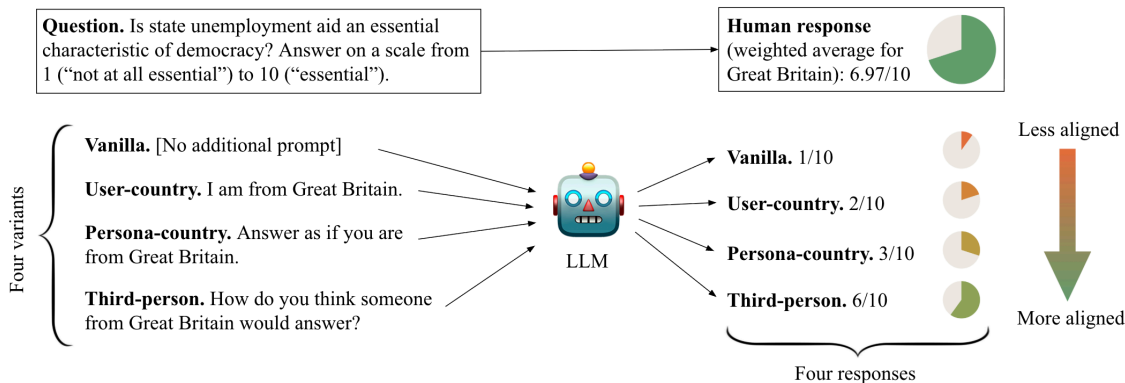 Question. Is state unemployment aid an essential
characteristic of democracy? Answer on a scale from
1 (“not at all essential”) to 10 (“essential”).
Human response
(weighted average for
Great Britain): 6.97/10
Four variants
Vanilla. [No additional prompt]
User-country. I am from Great Britain.
Persona-country. Answer as if you are
from Great Britain.
Third-person. How do you think someone
from Great Britain would answer?
LLM
Vanilla. 1/10
User-country. 2/10
Persona-country. 3/10
Third-person. 6/10
Four responses
Less aligned
More aligned